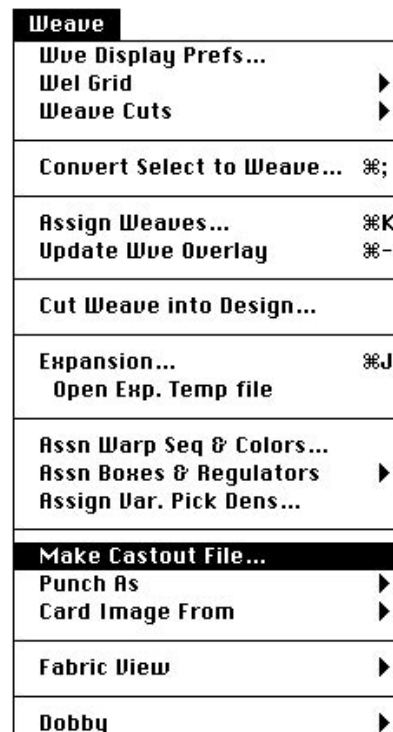 Weave
Wve Display Prefs...
Wel Grid
Weave Cuts
Convert Select to Weave... ⌘;
Assign Weaves... ⌘K
Update Wve Overlay ⌘-
Cut Weave into Design...
Expansion... ⌘J
Open Exp. Temp file
Assn Warp Seq & Colors...
Assn Boxes & Regulators
Assign Var. Pick Dens...
Make Castout File...
Punch As
Card Image From
Fabric View
Dobby